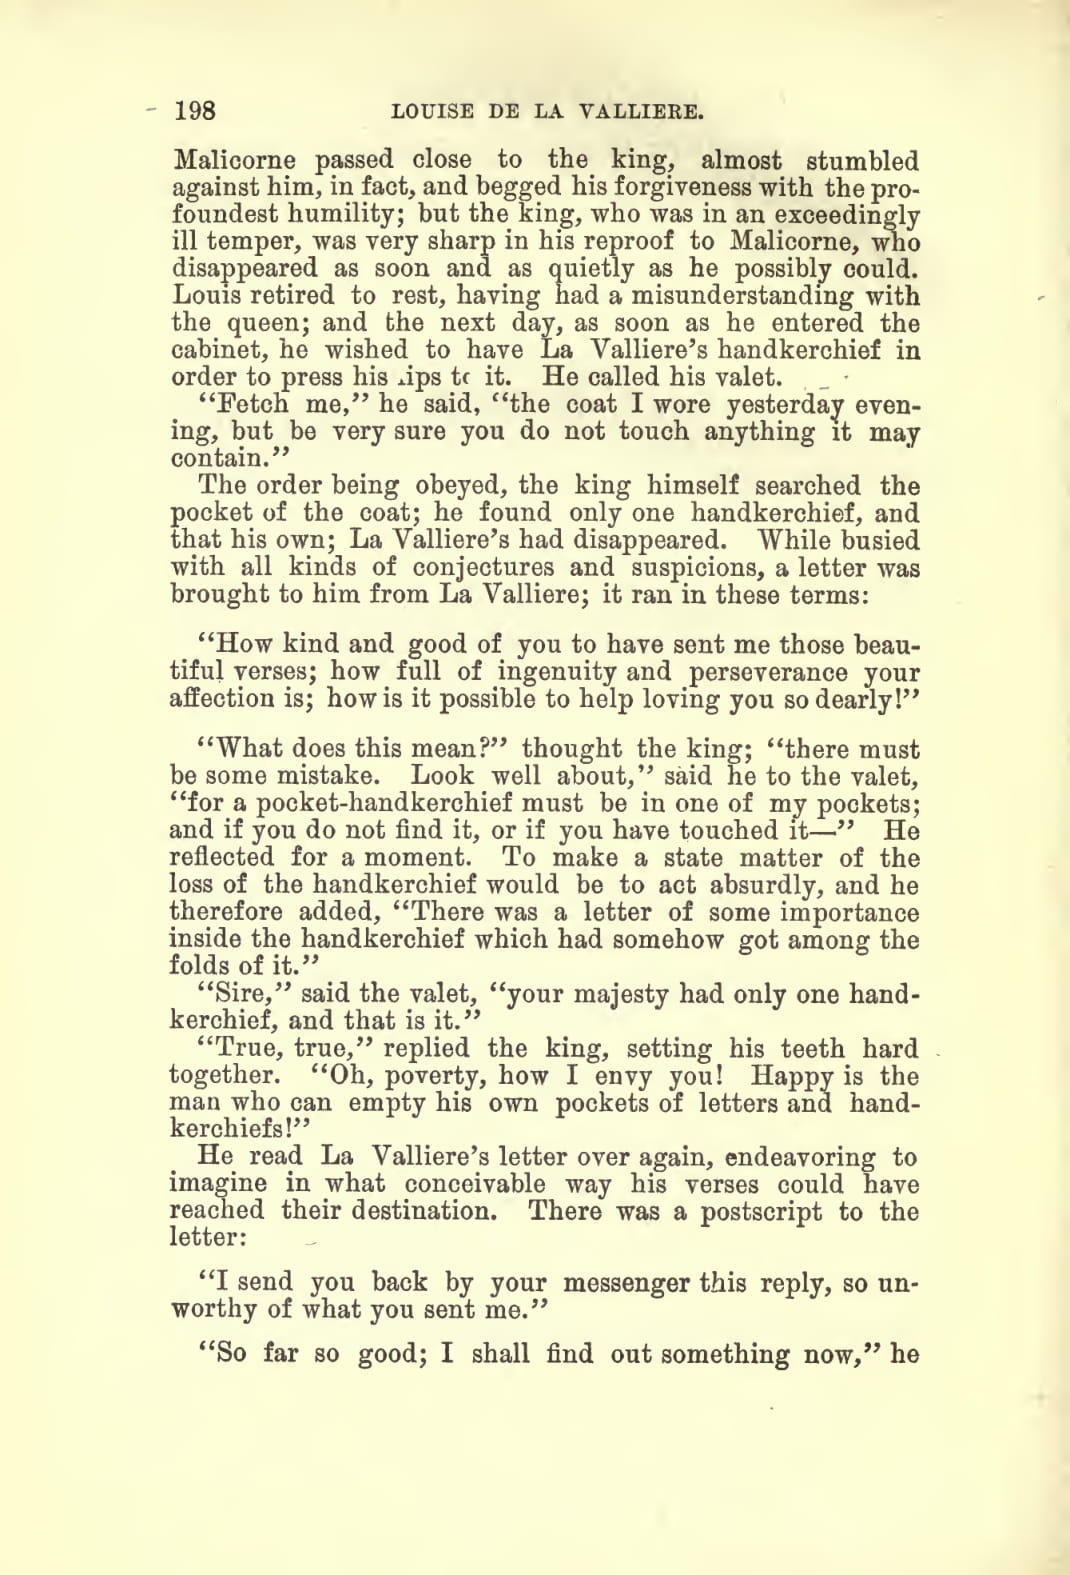 198 LOUISE DE LA VALLIERE.
Malicorne passed close to the king, almost stumbled
against him, in fact, and begged his forgiveness with the pro-
foundest humility; but the king, who was in an exceedingly
ill temper, was very sharp in his reproof to Malicorne, who
disappeared as soon and as quietly as he possibly could.
Louis retired to rest, having had a misunderstanding with
the queen; and the next day, as soon as he entered the
cabinet, he wished to have La Valliere's handkerchief in
order to press his lips to it. He called his valet.
"Fetch me," he said, "the coat I wore yesterday even-
ing, but be very sure you do not touch anything it may
contain."
The order being obeyed, the king himself searched the
pocket of the coat; he found only one handkerchief, and
that his own; La Valliere's had disappeared. While busied
with all kinds of conjectures and suspicions, a letter was
brought to him from La Valliere; it ran in these terms:
"How kind and good of you to have sent me those beau-
tiful verses; how full of ingenuity and perseverance your
affection is; how is it possible to help loving you so dearly!"
"What does this mean?" thought the king; "there must
be some mistake. Look well about," said he to the valet,
"for a pocket-handkerchief must be in one of my pockets;
and if you do not find it, or if you have touched it—" He
reflected for a moment. To make a state matter of the
loss of the handkerchief would be to act absurdly, and he
therefore added, "There was a letter of some importance
inside the handkerchief which had somehow got among the
folds of it."
"Sire," said the valet, "your majesty had only one hand-
kerchief, and that is it."
"True, true," replied the king, setting his teeth hard
together. "Oh, poverty, how I envy you! Happy is the
man who can empty his own pockets of letters and hand-
kerchiefs!"
He read La Valliere's letter over again, endeavoring to
imagine in what conceivable way his verses could have
reached their destination. There was a postscript to the
letter:
"I send you back by your messenger this reply, so un-
worthy of what you sent me."
"So far so good; I shall find out something now," he